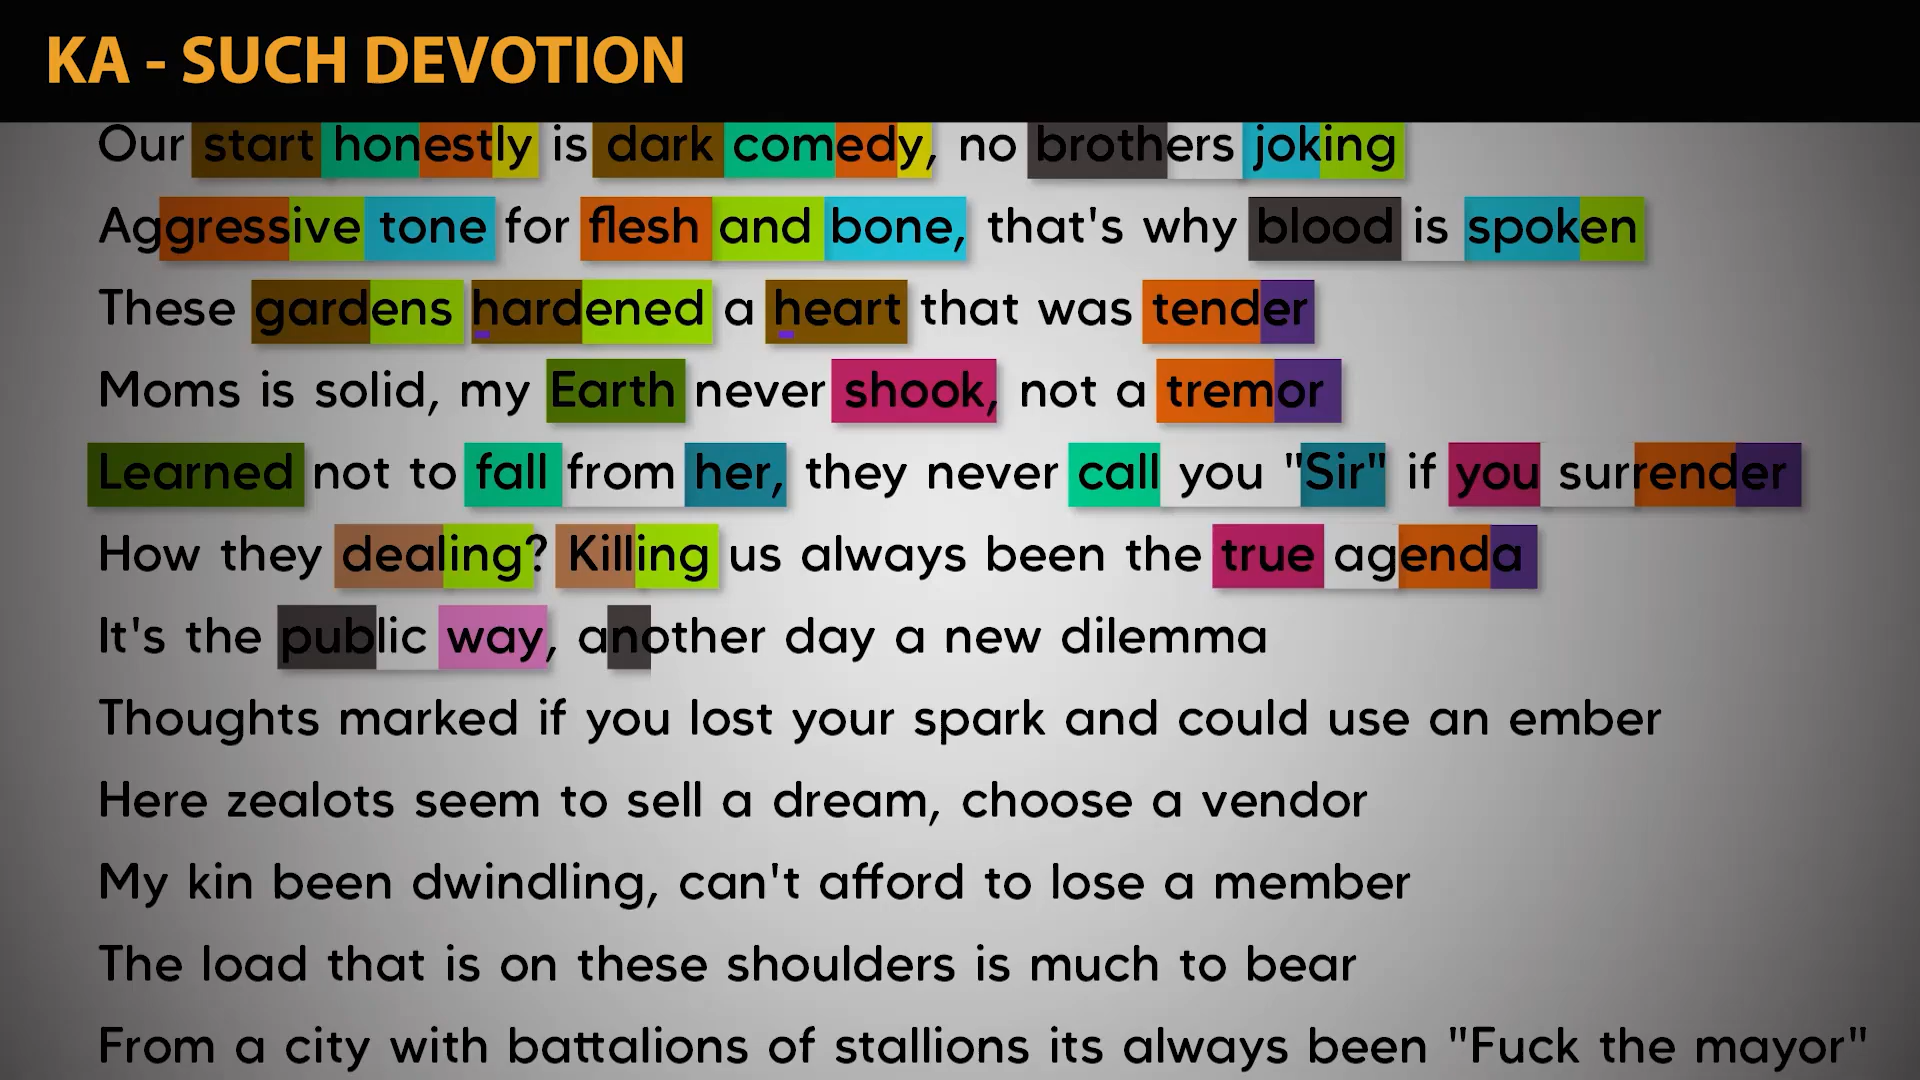 KA - SUCH DEVOTION
Our start honestly is dark comedy, no brothers joking
Aggressive tone for flesh and bone, that's why blood is spoken
These gardens hardened a heart that was tender
Moms is solid, my Earth never shook, not a tremor
Learned not to fall from her, they never call you "Sir" if you surrender
How they dealing? Killing us always been the true agenda
It's the public way, another day a new dilemma
Thoughts marked if you lost your spark and could use an ember
Here zealots seem to sell a dream, choose a vendor
My kin been dwindling, can't afford to lose a member
The load that is on these shoulders is much to bear
From a city with battalions of stallions its always been "Fuck the mayor"